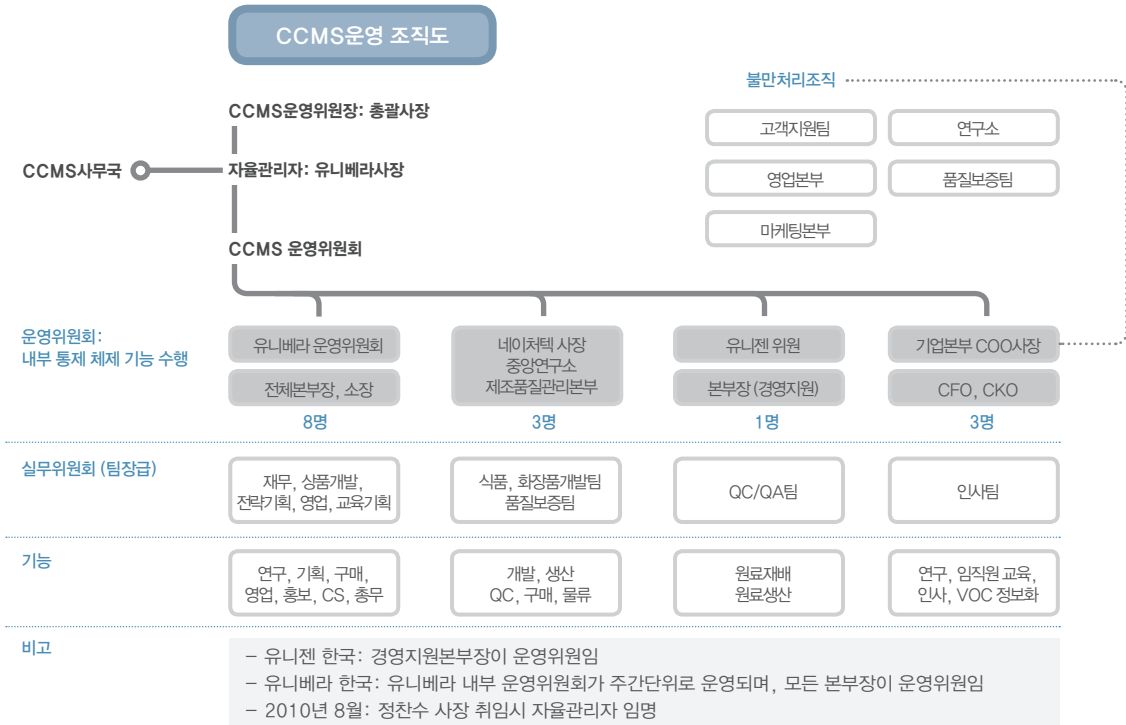 CCMS운영 조직도
불만처리조직
CCMS운영위원장: 총괄사장
고객지원팀
연구소
CCMS사무국
자율관리자: 유니베라사장
영업본부
품질보증팀
마케팅본부
CCMS 운영위원회
운영위원회:
내부 통제 체제 기능 수행
유니베라 운영위원회
전체본부장, 소장
8명
네이처텍 사장
중앙연구소
제조품질관리본부
3명
유니젠 위원
본부장 (경영지원)
1명
기업본부 COO사장
CFO, CKO
3명
실무위원회 (팀장급)
재무, 상품개발,
전략기획, 영업, 교육기획
식품, 화장품개발팀
품질보증팀
QC/QA팀
인사팀
기능
연구, 기획, 구매,
영업, 홍보, CS, 총무
개발, 생산
QC, 구매, 물류
원료재배
원료생산
연구, 임직원 교육,
인사, VOC 정보화
비고
- 유니젠 한국: 경영지원본부장이 운영위원임
- 유니베라 한국: 유니베라 내부 운영위원회가 주간단위로 운영되며, 모든 본부장이 운영위원임
- 2010년 8월: 정찬수 사장 취임시 자율관리자 임명